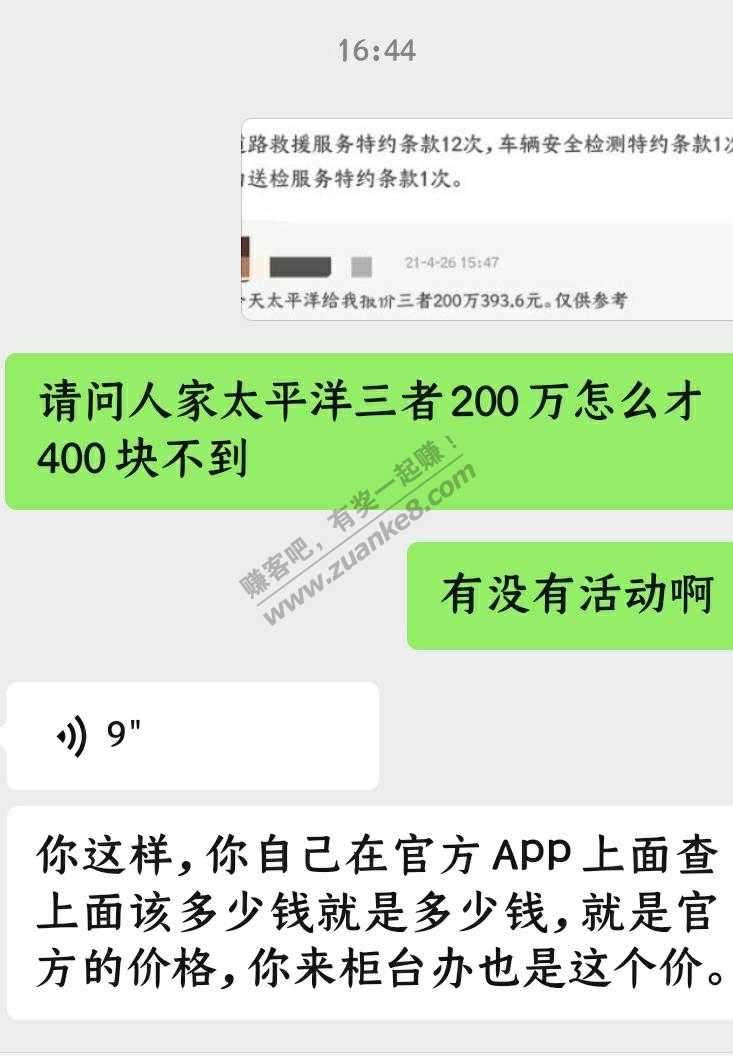 16:44
路救援服务特约条款12次,车辆安全检测特约条款1次
送检服务特约条款1次。
21-4-26 15:47
天太平洋给我报价三者200万393.6元。仅供参考
请问人家太平洋三者200万怎么才
400块不到
有没有活动啊
赚客吧，有奖一起赚！
www.zuanke8.com
9"
你这样,你自己在官方APP上面查
上面该多少钱就是多少钱,就是官
方的价格,你来柜台办也是这个价。